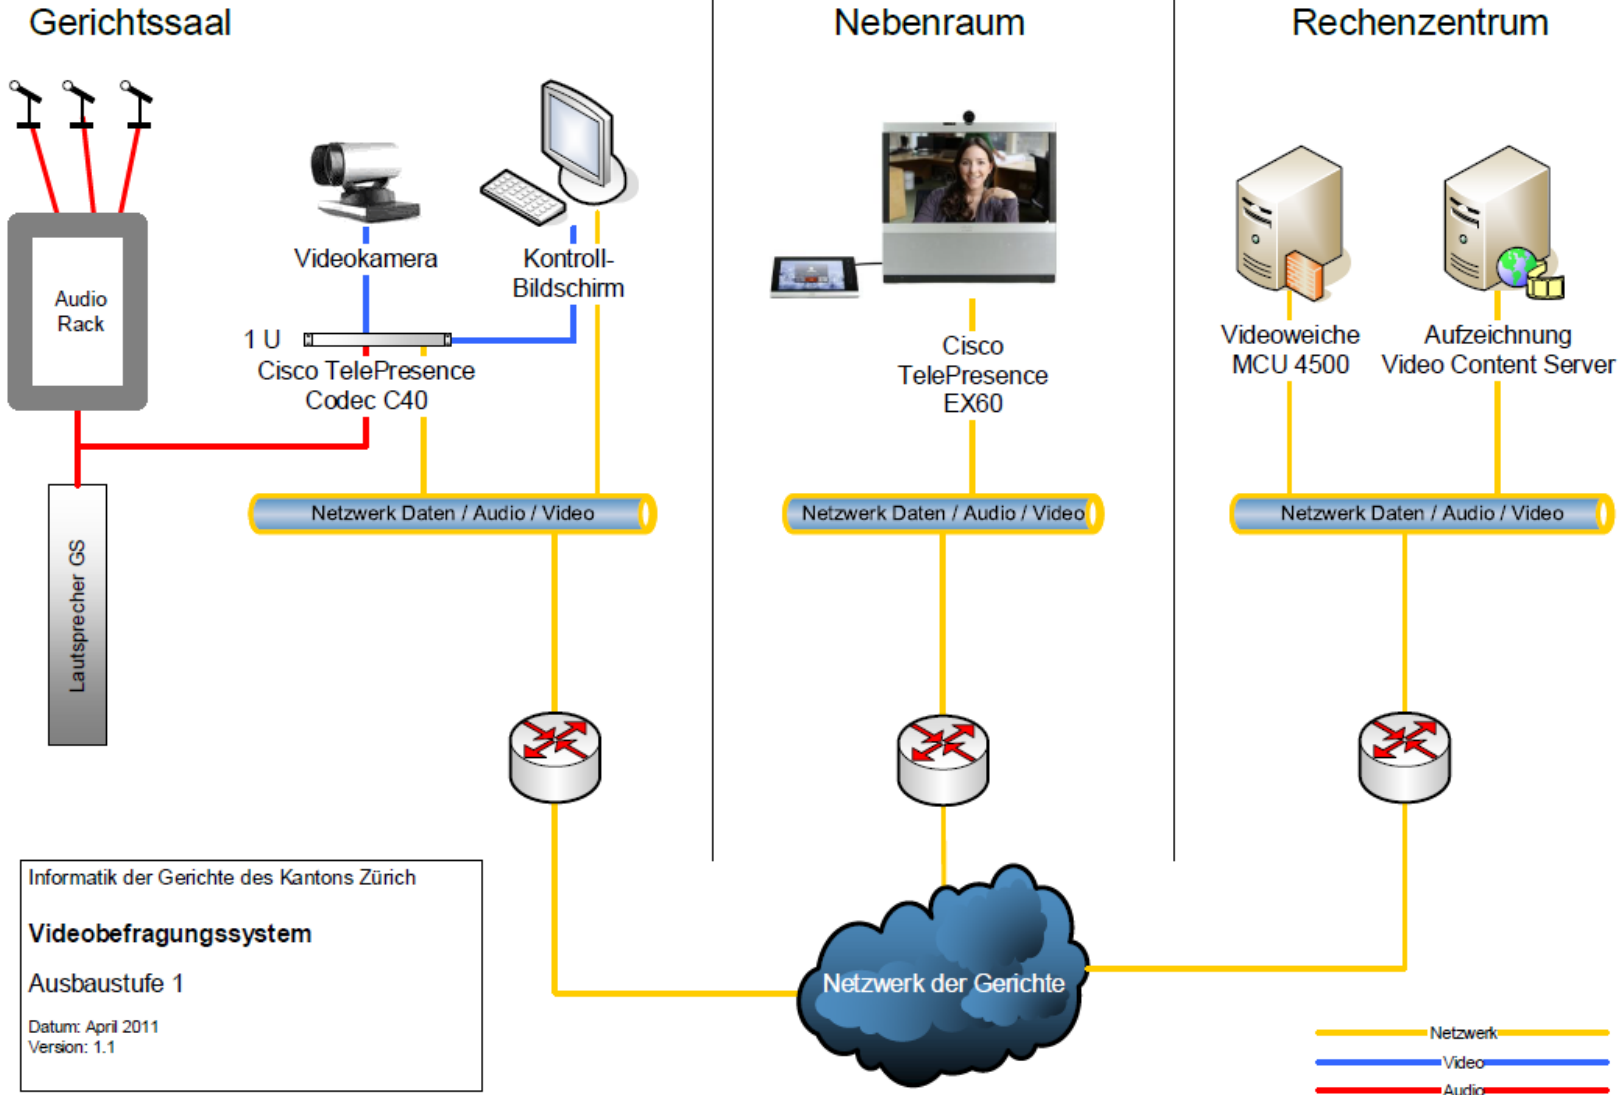 Gerichtssaal
Nebenraum
Rechenzentrum
Audio
Rack
Videokamera
Kontroll-
Bildschirm
1 U
Cisco TelePresence
Codec C40
Lautsprecher GS
Netzwerk Daten / Audio / Video
Cisco
TelePresence
EX60
Netzwerk Daten / Audio / Video
Videoweiche
MCU 4500
Aufzeichnung
Video Content Server
Netzwerk Daten / Audio / Video
Netzwerk der Gerichte
Informatik der Gerichte des Kantons Zürich
Videobefragungssystem
Ausbaustufe 1
Datum: April 2011
Version: 1.1
Netzwerk
Video
Audio